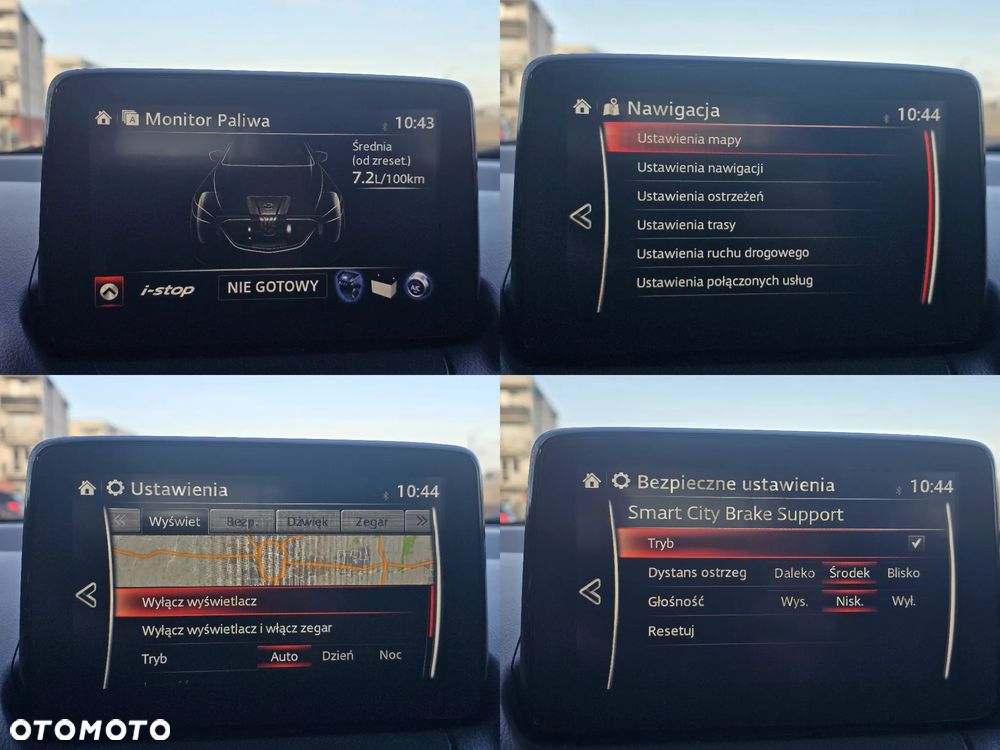 Monitor Paliwa
10:43
Średnia
(od zreset.)
7.2L/100km
i-stop
NIE GOTOWY
A/C
Nawigacja
10:44
Ustawienia mapy
Ustawienia nawigacji
Ustawienia ostrzeżeń
Ustawienia trasy
Ustawienia ruchu drogowego
Ustawienia połączonych usług
Ustawienia
10:44
Wyświet Bezp. Dźwięk Zegar
Wyłącz wyświetlacz
Wyłącz wyświetlacz i włącz zegar
Tryb Auto Dzień Noc
Bezpieczne ustawienia
10:44
Smart City Brake Support
Tryb
Dystans ostrzeg Daleko Środek Blisko
Głośność Wys. Nisk. Wył.
Resetuj
OTOMOTO